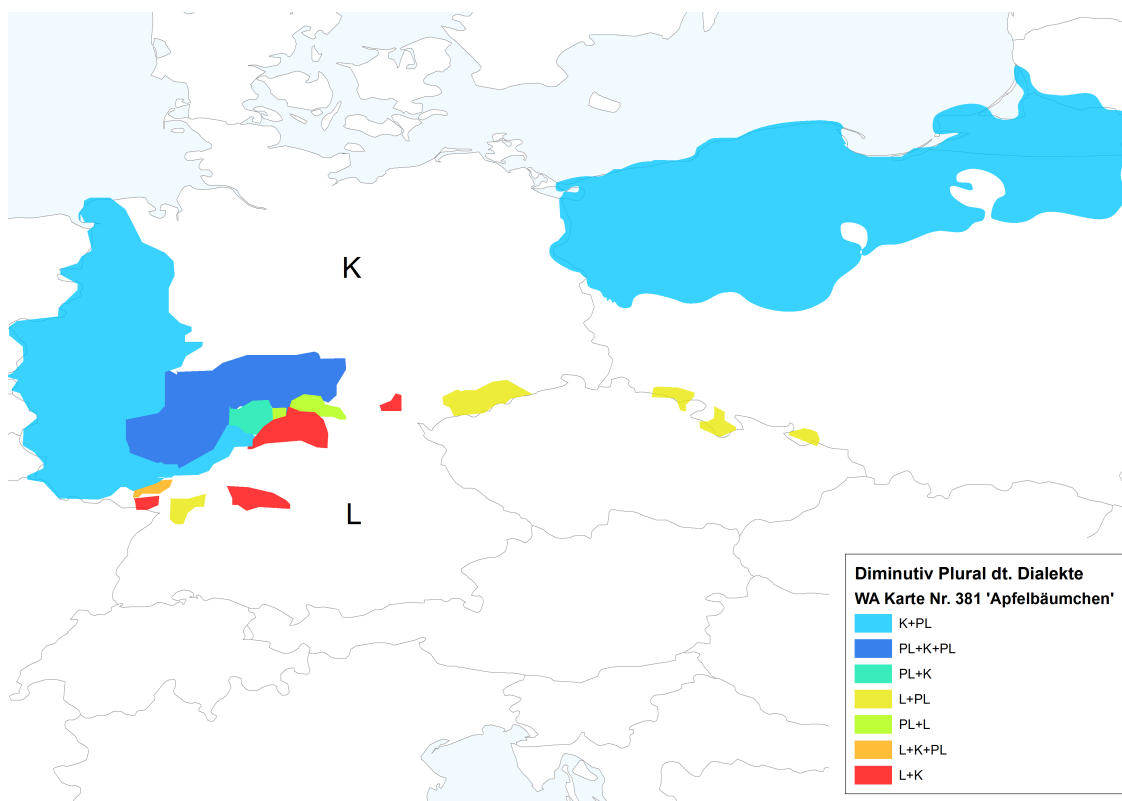 K
L
Diminutiv Plural dt. Dialekte
WA Karte Nr. 381 'Apfelbäumchen'
K+PL
PL+K+PL
PL+K
L+PL
PL+L
L+K+PL
L+K